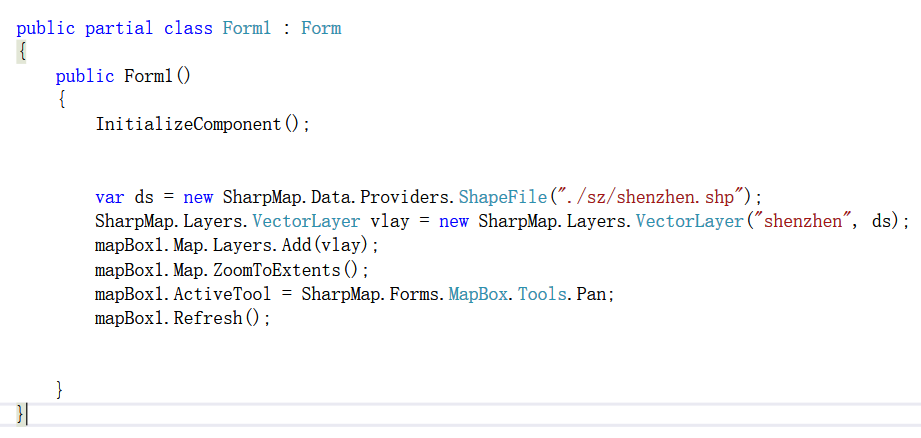 public partial class Form1 : Form
{
    public Form1()
    {
        InitializeComponent();
        var ds = new SharpMap.Data.Providers.ShapeFile("./sz/shenzhen.shp");
        SharpMap.Layers.VectorLayer vlay = new SharpMap.Layers.VectorLayer("shenzhen", ds);
        mapBox1.Map.Layers.Add(vlay);
        mapBox1.Map.ZoomToExtents();
        mapBox1.ActiveTool = SharpMap.Forms.MapBox.Tools.Pan;
        mapBox1.Refresh();
    }
}